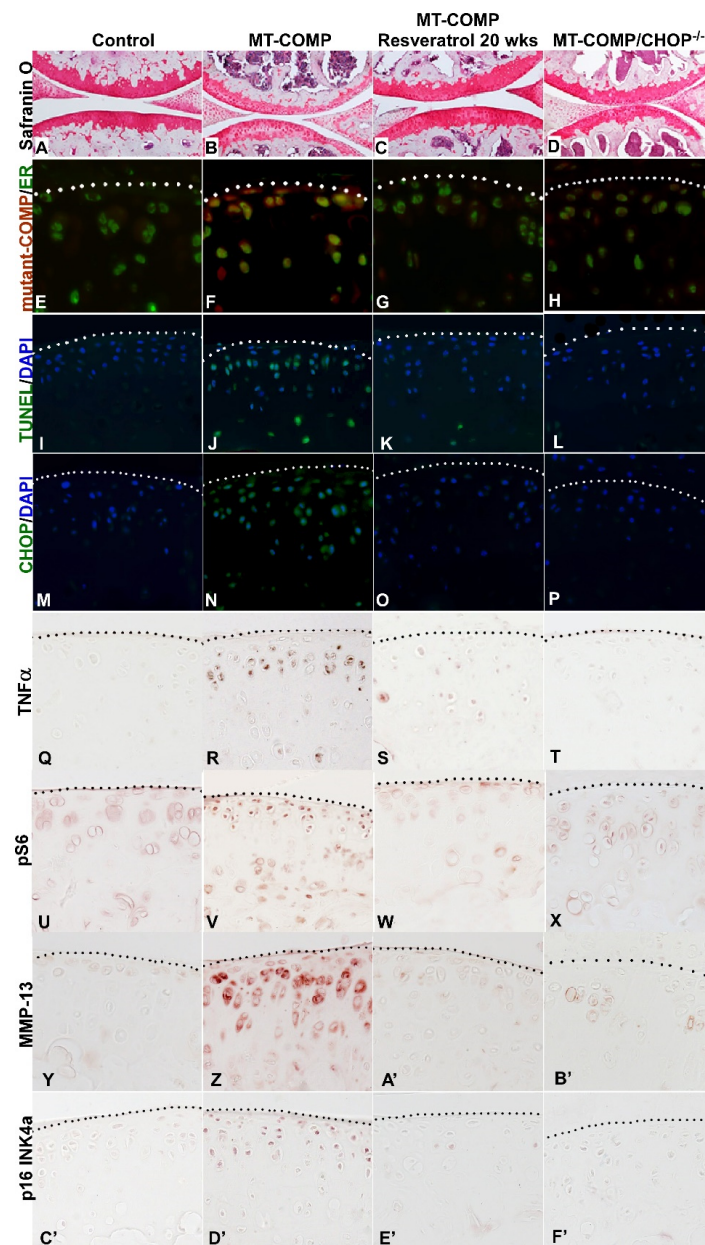 Control
MT-COMP
MT-COMP
Resveratrol 20 wks
MT-COMP/CHOP-/-
Safranin O
A
B
C
D
mutant-COMP/ER
E
F
G
H
TUNEL/DAPI
I
J
K
L
CHOP/DAPI
M
N
O
P
TNFα
Q
R
S
T
pS6
U
V
W
X
MMP-13
Y
Z
A'
B'
p16 INK4a
C'
D'
E'
F'